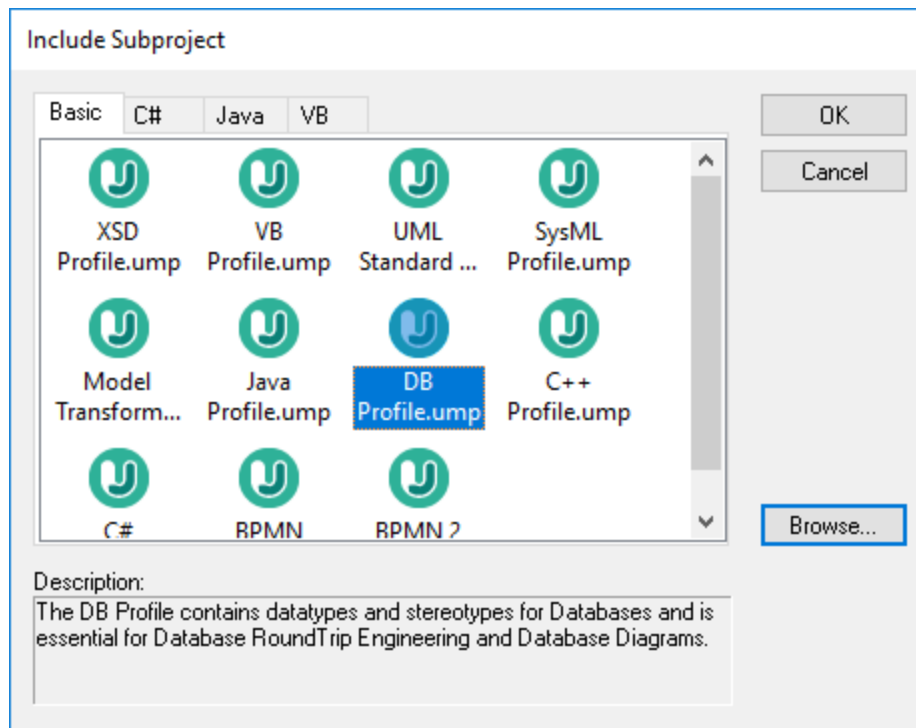 Include Subproject
Basic C# Java VB
OK
Cancel
XSD VB UML SysML
Profile.ump Profile.ump Standard ... Profile.ump
Model Java DB C++
Transform... Profile.ump Profile.ump Profile.ump
C# BPMN BPMN 2
Browse...
Description:
The DB Profile contains datatypes and stereotypes for Databases and is
essential for Database RoundTrip Engineering and Database Diagrams.